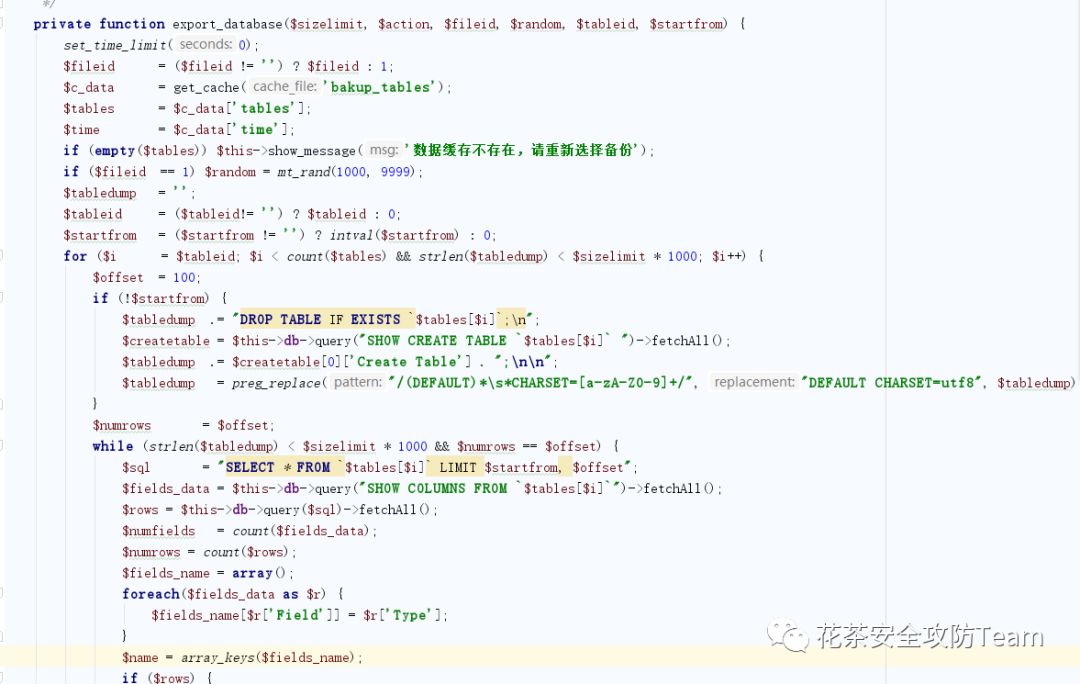 */
private function export_database($sizelimit, $action, $fileid, $random, $tableid, $startfrom) {
set_time_limit( seconds: 0);
$fileid = ($fileid != '') ? $fileid : 1;
$c_data = get_cache( cache_file: 'bakup_tables');
$tables = $c_data['tables'];
$time = $c_data['time'];
if (empty($tables)) $this->show_message( msg: '数据缓存不存在，请重新选择备份');
if ($fileid == 1) $random = mt_rand(1000, 9999);
$tabledump = '';
$tableid = ($tableid!= '') ? $tableid : 0;
$startfrom = ($startfrom != '') ? intval($startfrom) : 0;
for ($i = $tableid; $i < count($tables) && strlen($tabledump) < $sizelimit * 1000; $i++) {
$offset = 100;
if (!$startfrom) {
$tabledump .= "DROP TABLE IF EXISTS `$tables[$i]`;\n";
$createtable = $this->db->query("SHOW CREATE TABLE `$tables[$i]` ")->fetchAll();
$tabledump .= $createtable[0]['Create Table'] . ";\n\n";
$tabledump = preg_replace( pattern: "/(DEFAULT)*\s*CHARSET=[a-zA-Z0-9]+/", replacement: "DEFAULT CHARSET=utf8", $tabledump)
}
$numrows = $offset;
while (strlen($tabledump) < $sizelimit * 1000 && $numrows == $offset) {
$sql = "SELECT * FROM `$tables[$i]` LIMIT $startfrom, $offset";
$fields_data = $this->db->query("SHOW COLUMNS FROM `$tables[$i]`")->fetchAll();
$rows = $this->db->query($sql)->fetchAll();
$numfields = count($fields_data);
$numrows = count($rows);
$fields_name = array();
foreach($fields_data as $r) {
$fields_name[$r['Field']] = $r['Type'];
}
$name = array_keys($fields_name);
if ($rows) {
花茶安全攻防Team